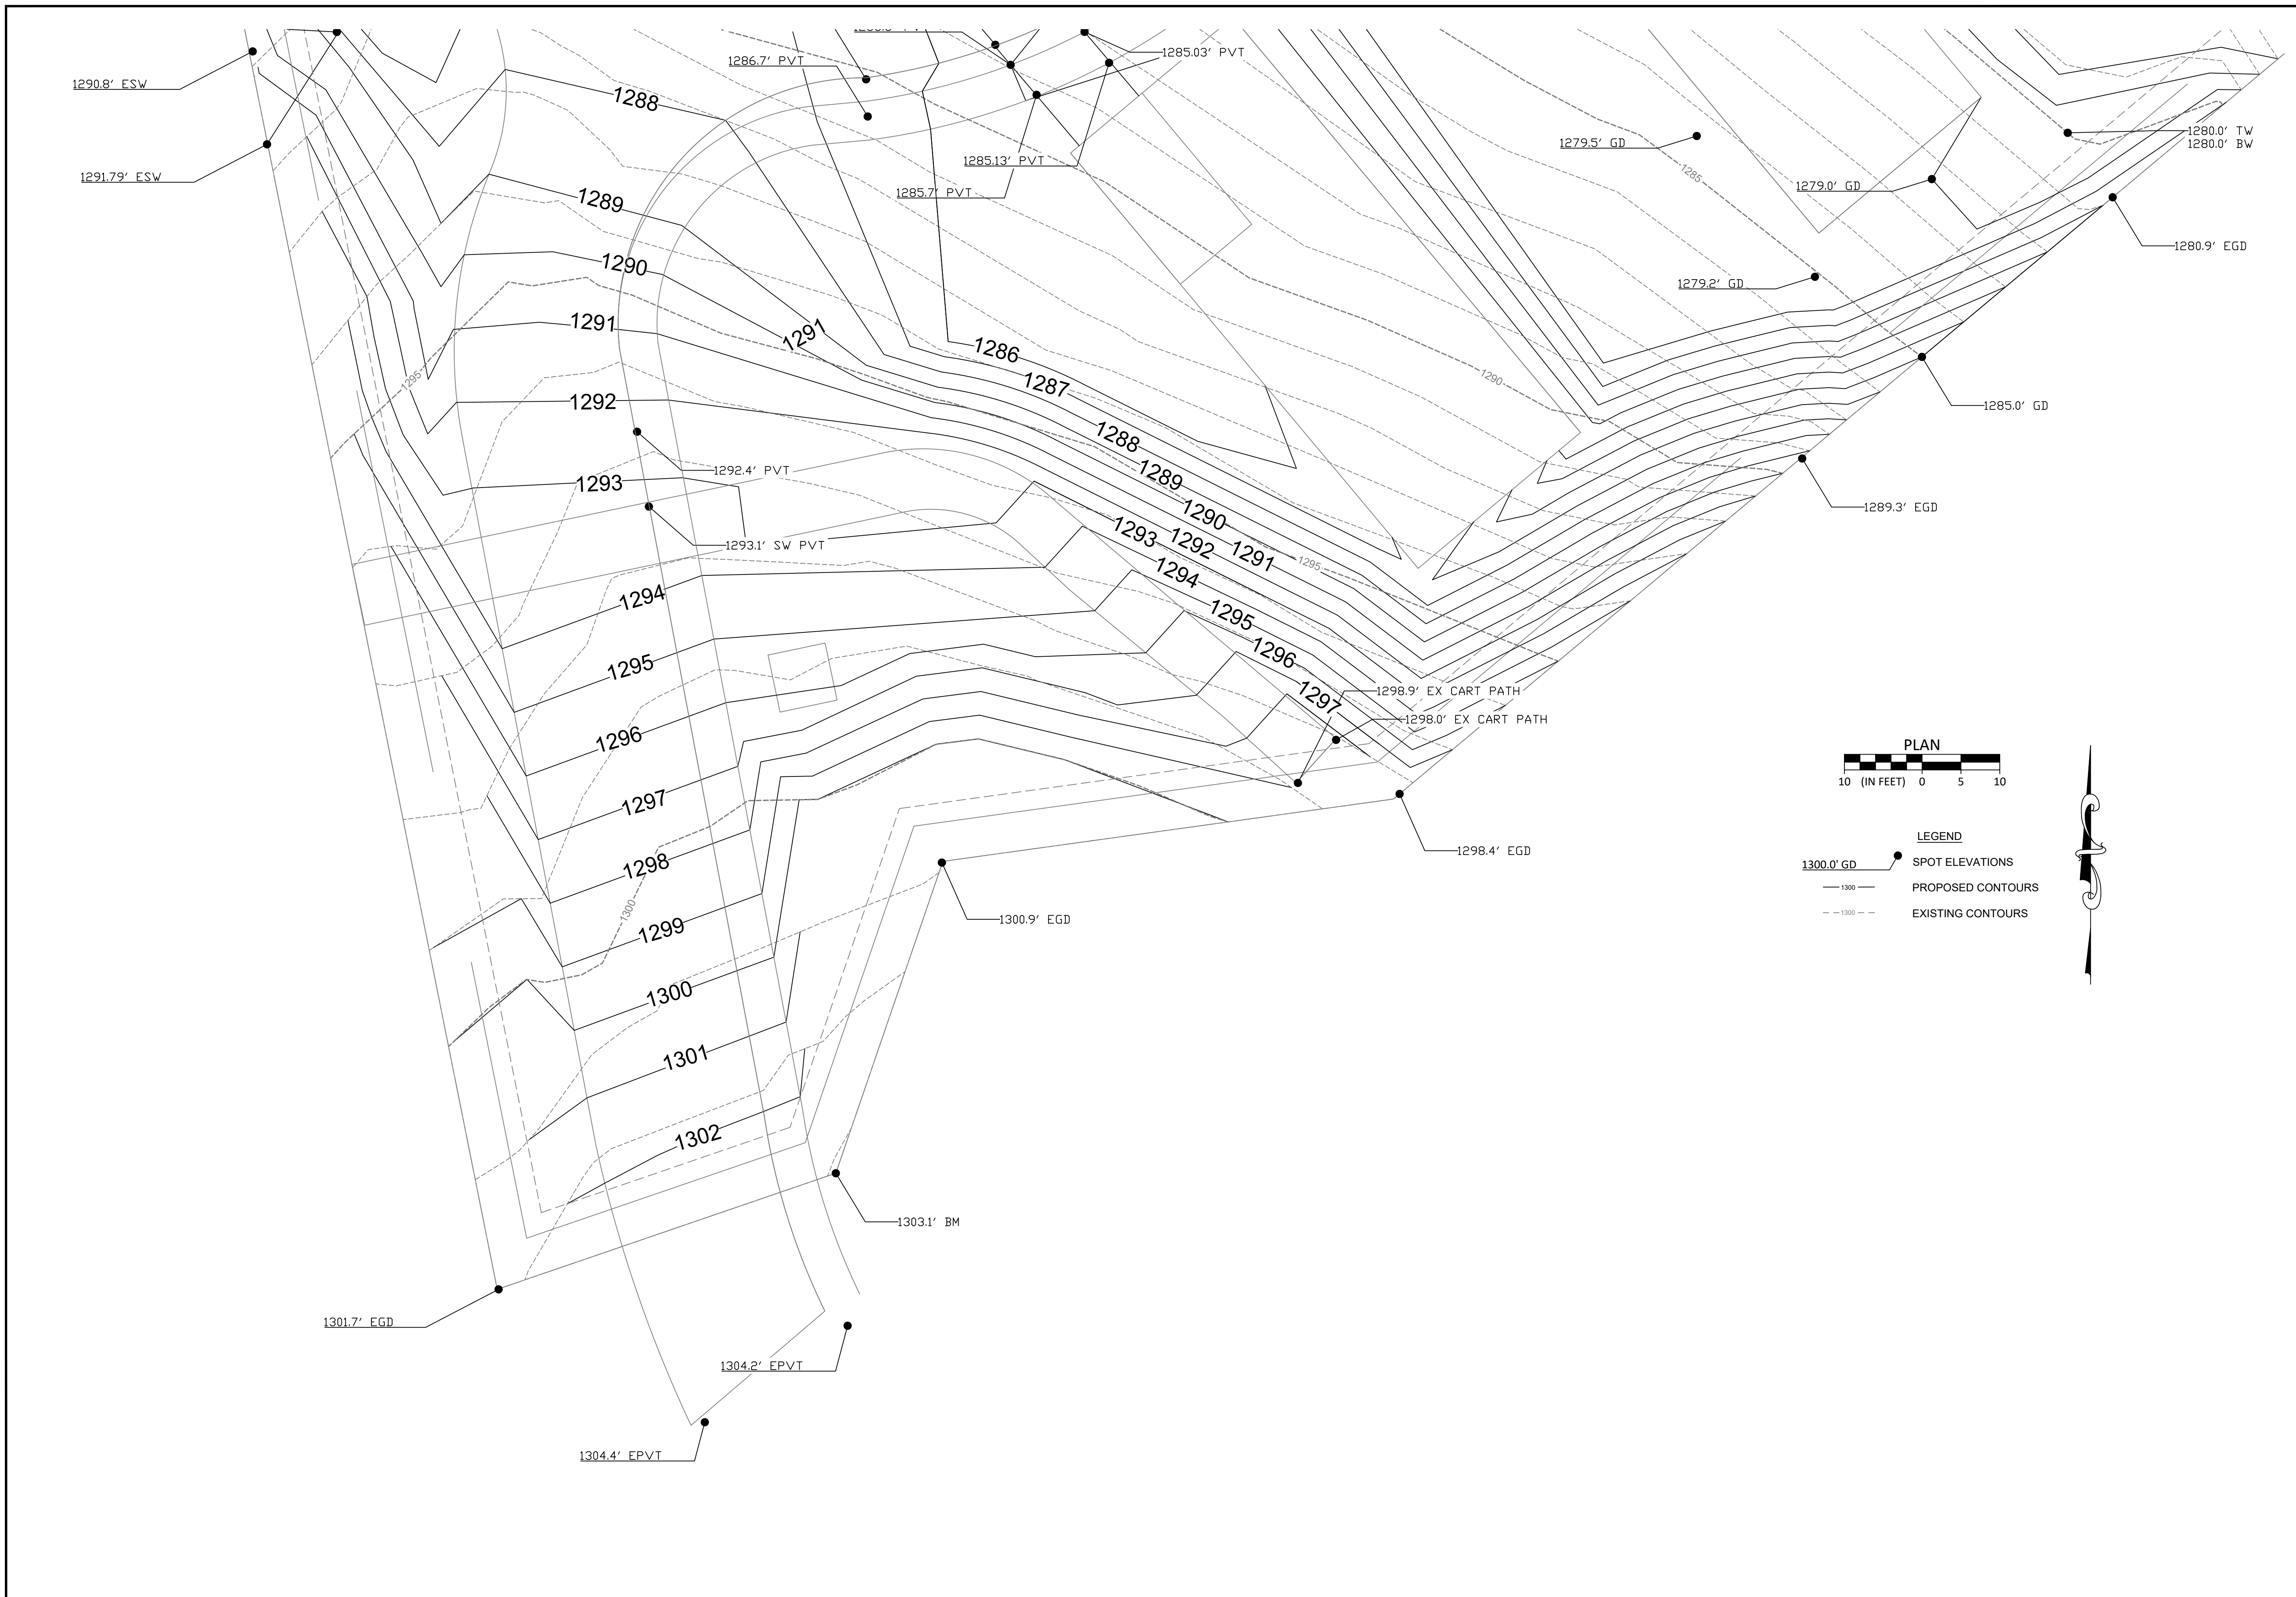 1285.03' PVT
1286.7' PVT
1290.8' ESW
1288
1280.0' TW
1280.0' BW
1279.5' GD
1285.13' PVT
1285
1291.79' ESW
1279.0' GD
1285.7' PVT
1289
1280.9' EGD
1290
1279.2' GD
1291
1291
1286
1295
1290
1287
1292
1285.0' GD
1288
1292.4' PVT
1289
1293
1289.3' EGD
1290
1293
1292
1293.1' SW PVT
1291
1295
1294
1294
1295
1296
1295
1297
1298.9' EX CART PATH
1298.0' EX CART PATH
1296
PLAN
10 (IN FEET) 0 5 10
1297
LEGEND
1298.4' EGD
1300.0' GD
SPOT ELEVATIONS
1298
1300
PROPOSED CONTOURS
1300
1300
EXISTING CONTOURS
1300.9' EGD
1299
1300
1301
1302
1303.1' BM
1301.7' EGD
1304.2' EPVT
1304.4' EPVT